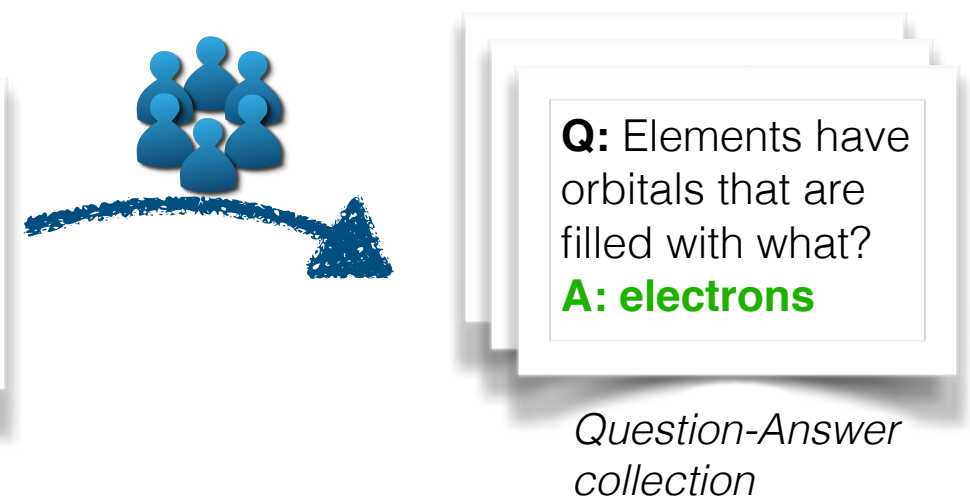 Q: Elements have
orbitals that are
filled with what?
A: electrons
Question-Answer
collection